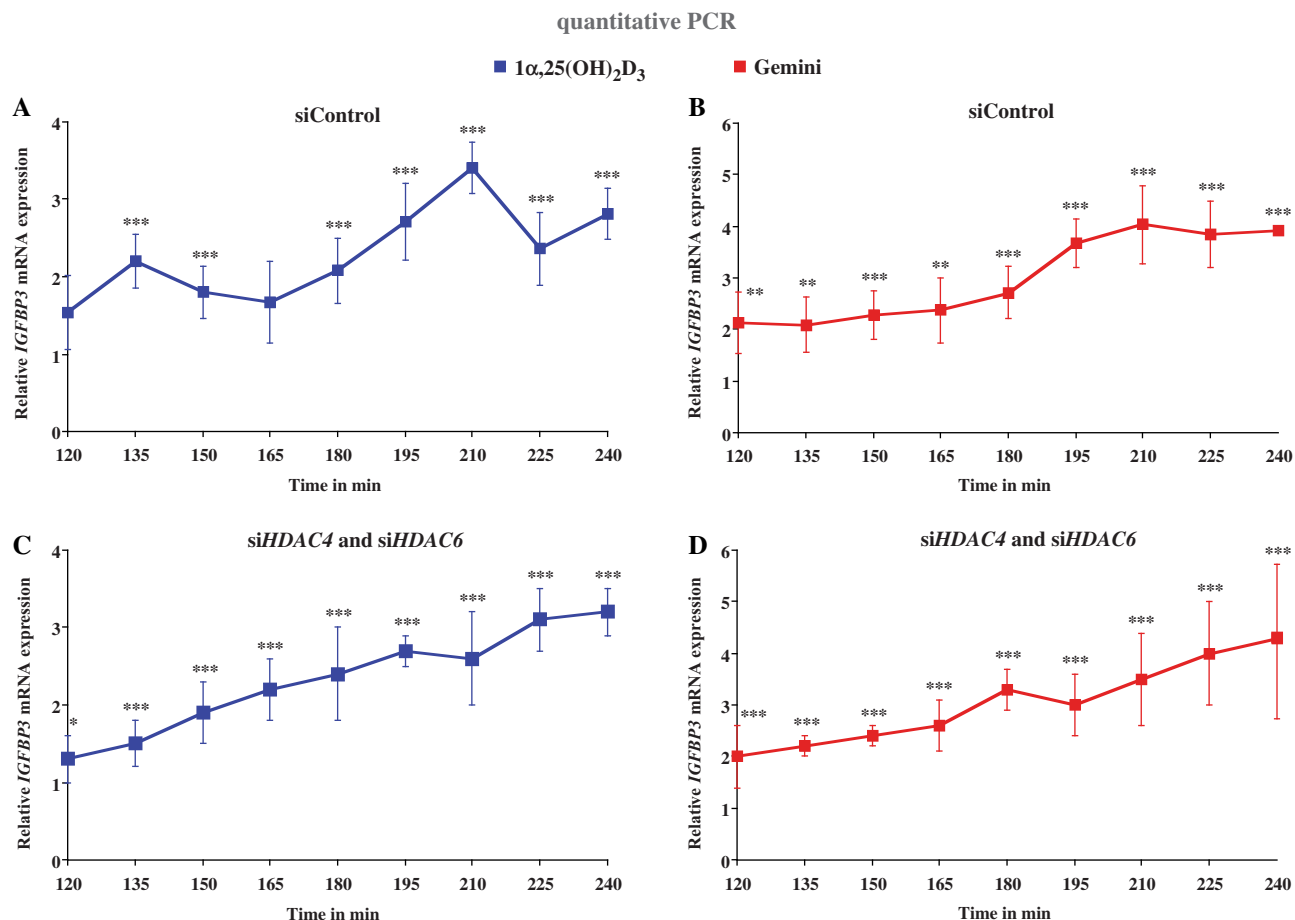 quantitative PCR
1α,25(OH)₂D₃ Gemini
A siControl
Relative IGFBP3 mRNA expression
4
3
2
1
0
*** *** *** *** *** *** ***
120 135 150 165 180 195 210 225 240
Time in min
B siControl
Relative IGFBP3 mRNA expression
6
5
4
3
2
1
0
** ** *** ** *** *** *** *** ***
120 135 150 165 180 195 210 225 240
Time in min
C siHDAC4 and siHDAC6
Relative IGFBP3 mRNA expression
4
3
2
1
0
* *** *** *** *** *** *** *** ***
120 135 150 165 180 195 210 225 240
Time in min
D siHDAC4 and siHDAC6
Relative IGFBP3 mRNA expression
6
5
4
3
2
1
0
*** *** *** *** *** *** *** *** ***
120 135 150 165 180 195 210 225 240
Time in min